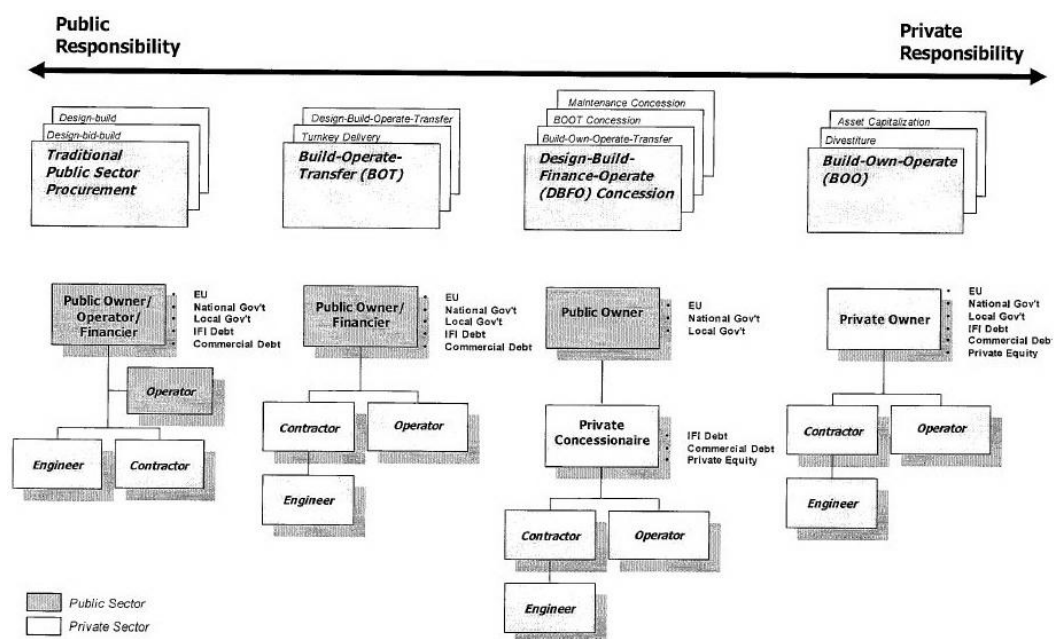 Public
Responsibility
Private
Responsibility
Design-build
Design-bid-build
Traditional
Public Sector
Procurement
Design-Build-Operate-Transfer
Turnkey Delivery
Build-Operate-
Transfer (BOT)
Maintenance Concession
BOOT Concession
Build-Own-Operate-Transfer
Design-Build-
Finance-Operate
(DBFO) Concession
Asset Capitalization
Divestiture
Build-Own-Operate
(BOO)
Public Owner/
Operator/
Financier
• EU
• National Gov't
• Local Gov't
• IFI Debt
• Commercial Debt
Operator
Engineer
Contractor
Public Owner/
Financier
• EU
• National Gov't
• Local Gov't
• IFI Debt
• Commercial Debt
Contractor
Operator
Engineer
Public Owner
• EU
• National Gov't
• Local Gov't
Private
Concessionaire
• IFI Debt
• Commercial Debt
• Private Equity
Contractor
Operator
Engineer
Private Owner
• EU
• National Gov't
• Local Gov't
• IFI Debt
• Commercial Debt
• Private Equity
Contractor
Operator
Engineer
Public Sector
Private Sector